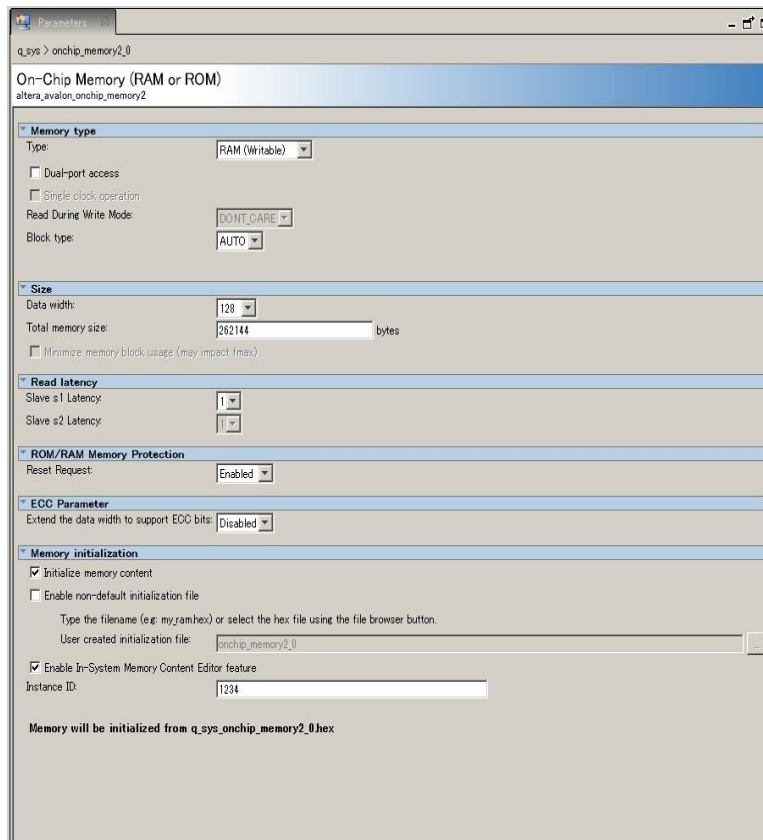 Parameters
q_sys > onchip_memory2_0
On-Chip Memory (RAM or ROM)
altera_avalon_onchip_memory2
Memory type
Type: RAM (Writable)
Dual-port access
Single clock operation
Read During Write Mode: DONT_CARE
Block type: AUTO
Size
Data width: 128
Total memory size: 262144 bytes
Minimize memory block usage (may impact fmax)
Read latency
Slave s1 Latency: 1
Slave s2 Latency: 1
ROM/RAM Memory Protection
Reset Request: Enabled
ECC Parameter
Extend the data width to support ECC bits: Disabled
Memory initialization
Initialize memory content
Enable non-default initialization file
Type the filename (e.g: my_ram.hex) or select the hex file using the file browser button.
User created initialization file: onchip_memory2_0
Enable In-System Memory Content Editor feature
Instance ID: 1234
Memory will be initialized from q_sys_onchip_memory2_0.hex